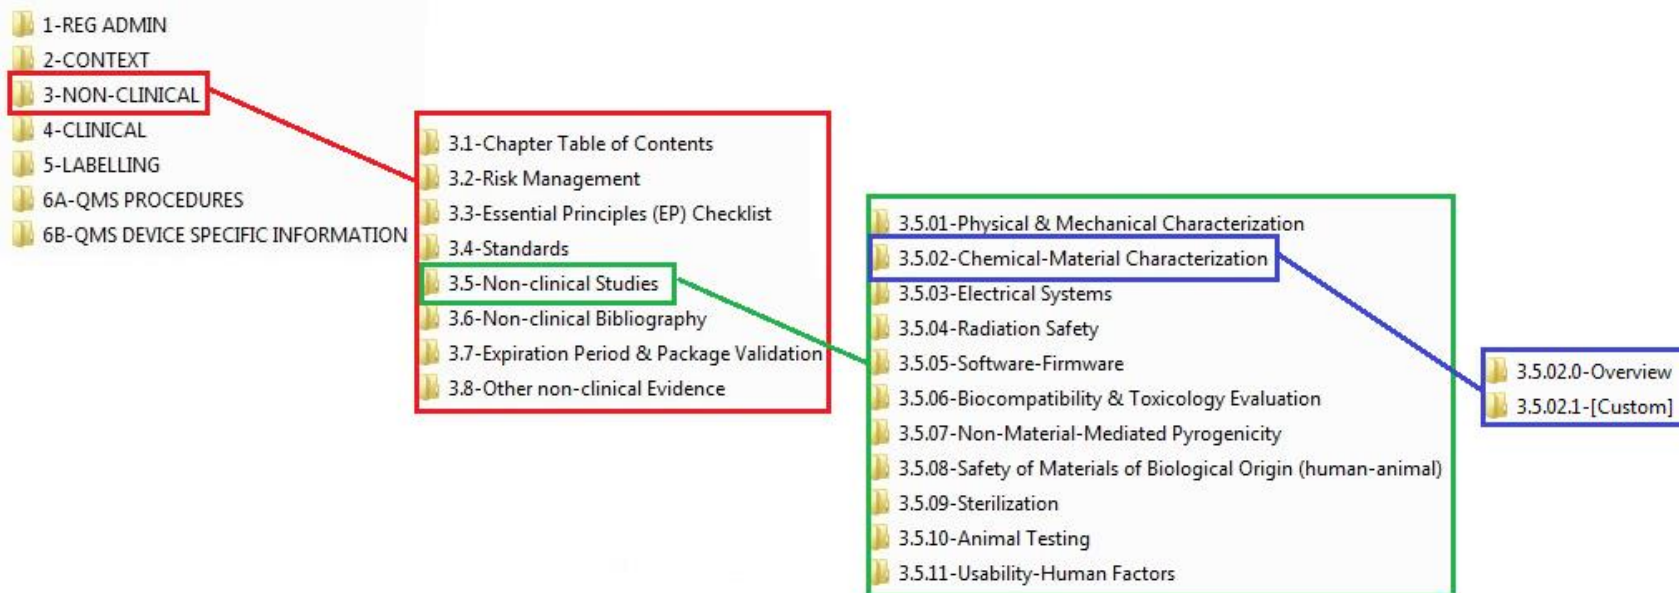 1-REG ADMIN
2-CONTEXT
3-NON-CLINICAL
4-CLINICAL
5-LABELLING
6A-QMS PROCEDURES
6B-QMS DEVICE SPECIFIC INFORMATION
3.1-Chapter Table of Contents
3.2-Risk Management
3.3-Essential Principles (EP) Checklist
3.4-Standards
3.5-Non-clinical Studies
3.6-Non-clinical Bibliography
3.7-Expiration Period & Package Validation
3.8-Other non-clinical Evidence
3.5.01-Physical & Mechanical Characterization
3.5.02-Chemical-Material Characterization
3.5.03-Electrical Systems
3.5.04-Radiation Safety
3.5.05-Software-Firmware
3.5.06-Biocompatibility & Toxicology Evaluation
3.5.07-Non-Material-Mediated Pyrogenicity
3.5.08-Safety of Materials of Biological Origin (human-animal)
3.5.09-Sterilization
3.5.10-Animal Testing
3.5.11-Usability-Human Factors
3.5.02.0-Overview
3.5.02.1-[Custom]